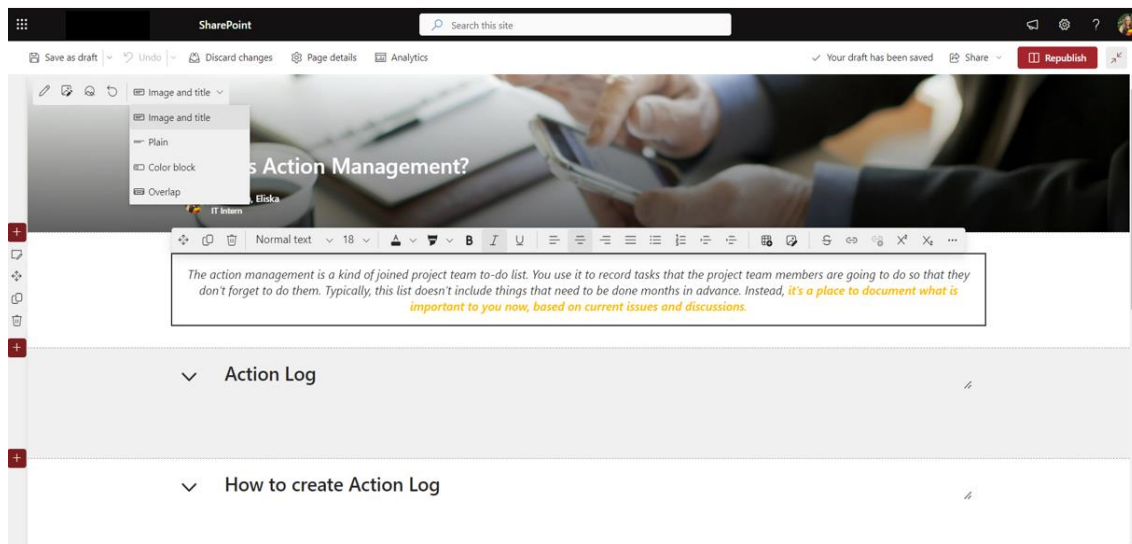 SharePoint
Search this site
?
Save as draft Undo Discard changes Page details Analytics
Your draft has been saved Share Republish
Image and title
Image and title
Plain
Color block
Overlap
s Action Management?
, Eliska
IT Intern
Normal text 18 A B I U S X² X₂ ...
The action management is a kind of joined project team to-do list. You use it to record tasks that the project team members are going to do so that they
don't forget to do them. Typically, this list doesn't include things that need to be done months in advance. Instead, it's a place to document what is
important to you now, based on current issues and discussions.
Action Log
How to create Action Log